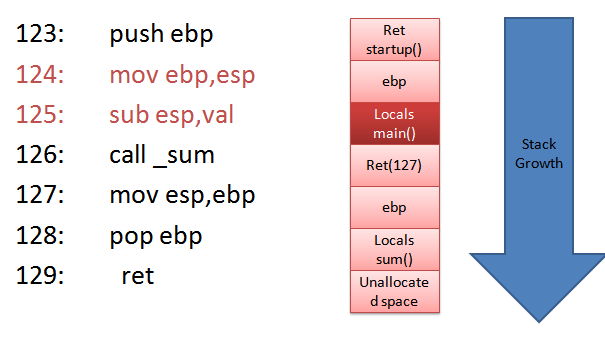 123: push ebp
124: mov ebp,esp
125: sub esp,val
126: call _sum
127: mov esp,ebp
128: pop ebp
129: ret
Ret
startup()
ebp
Locals
main()
Ret(127)
ebp
Locals
sum()
Unallocate
d space
Stack
Growth